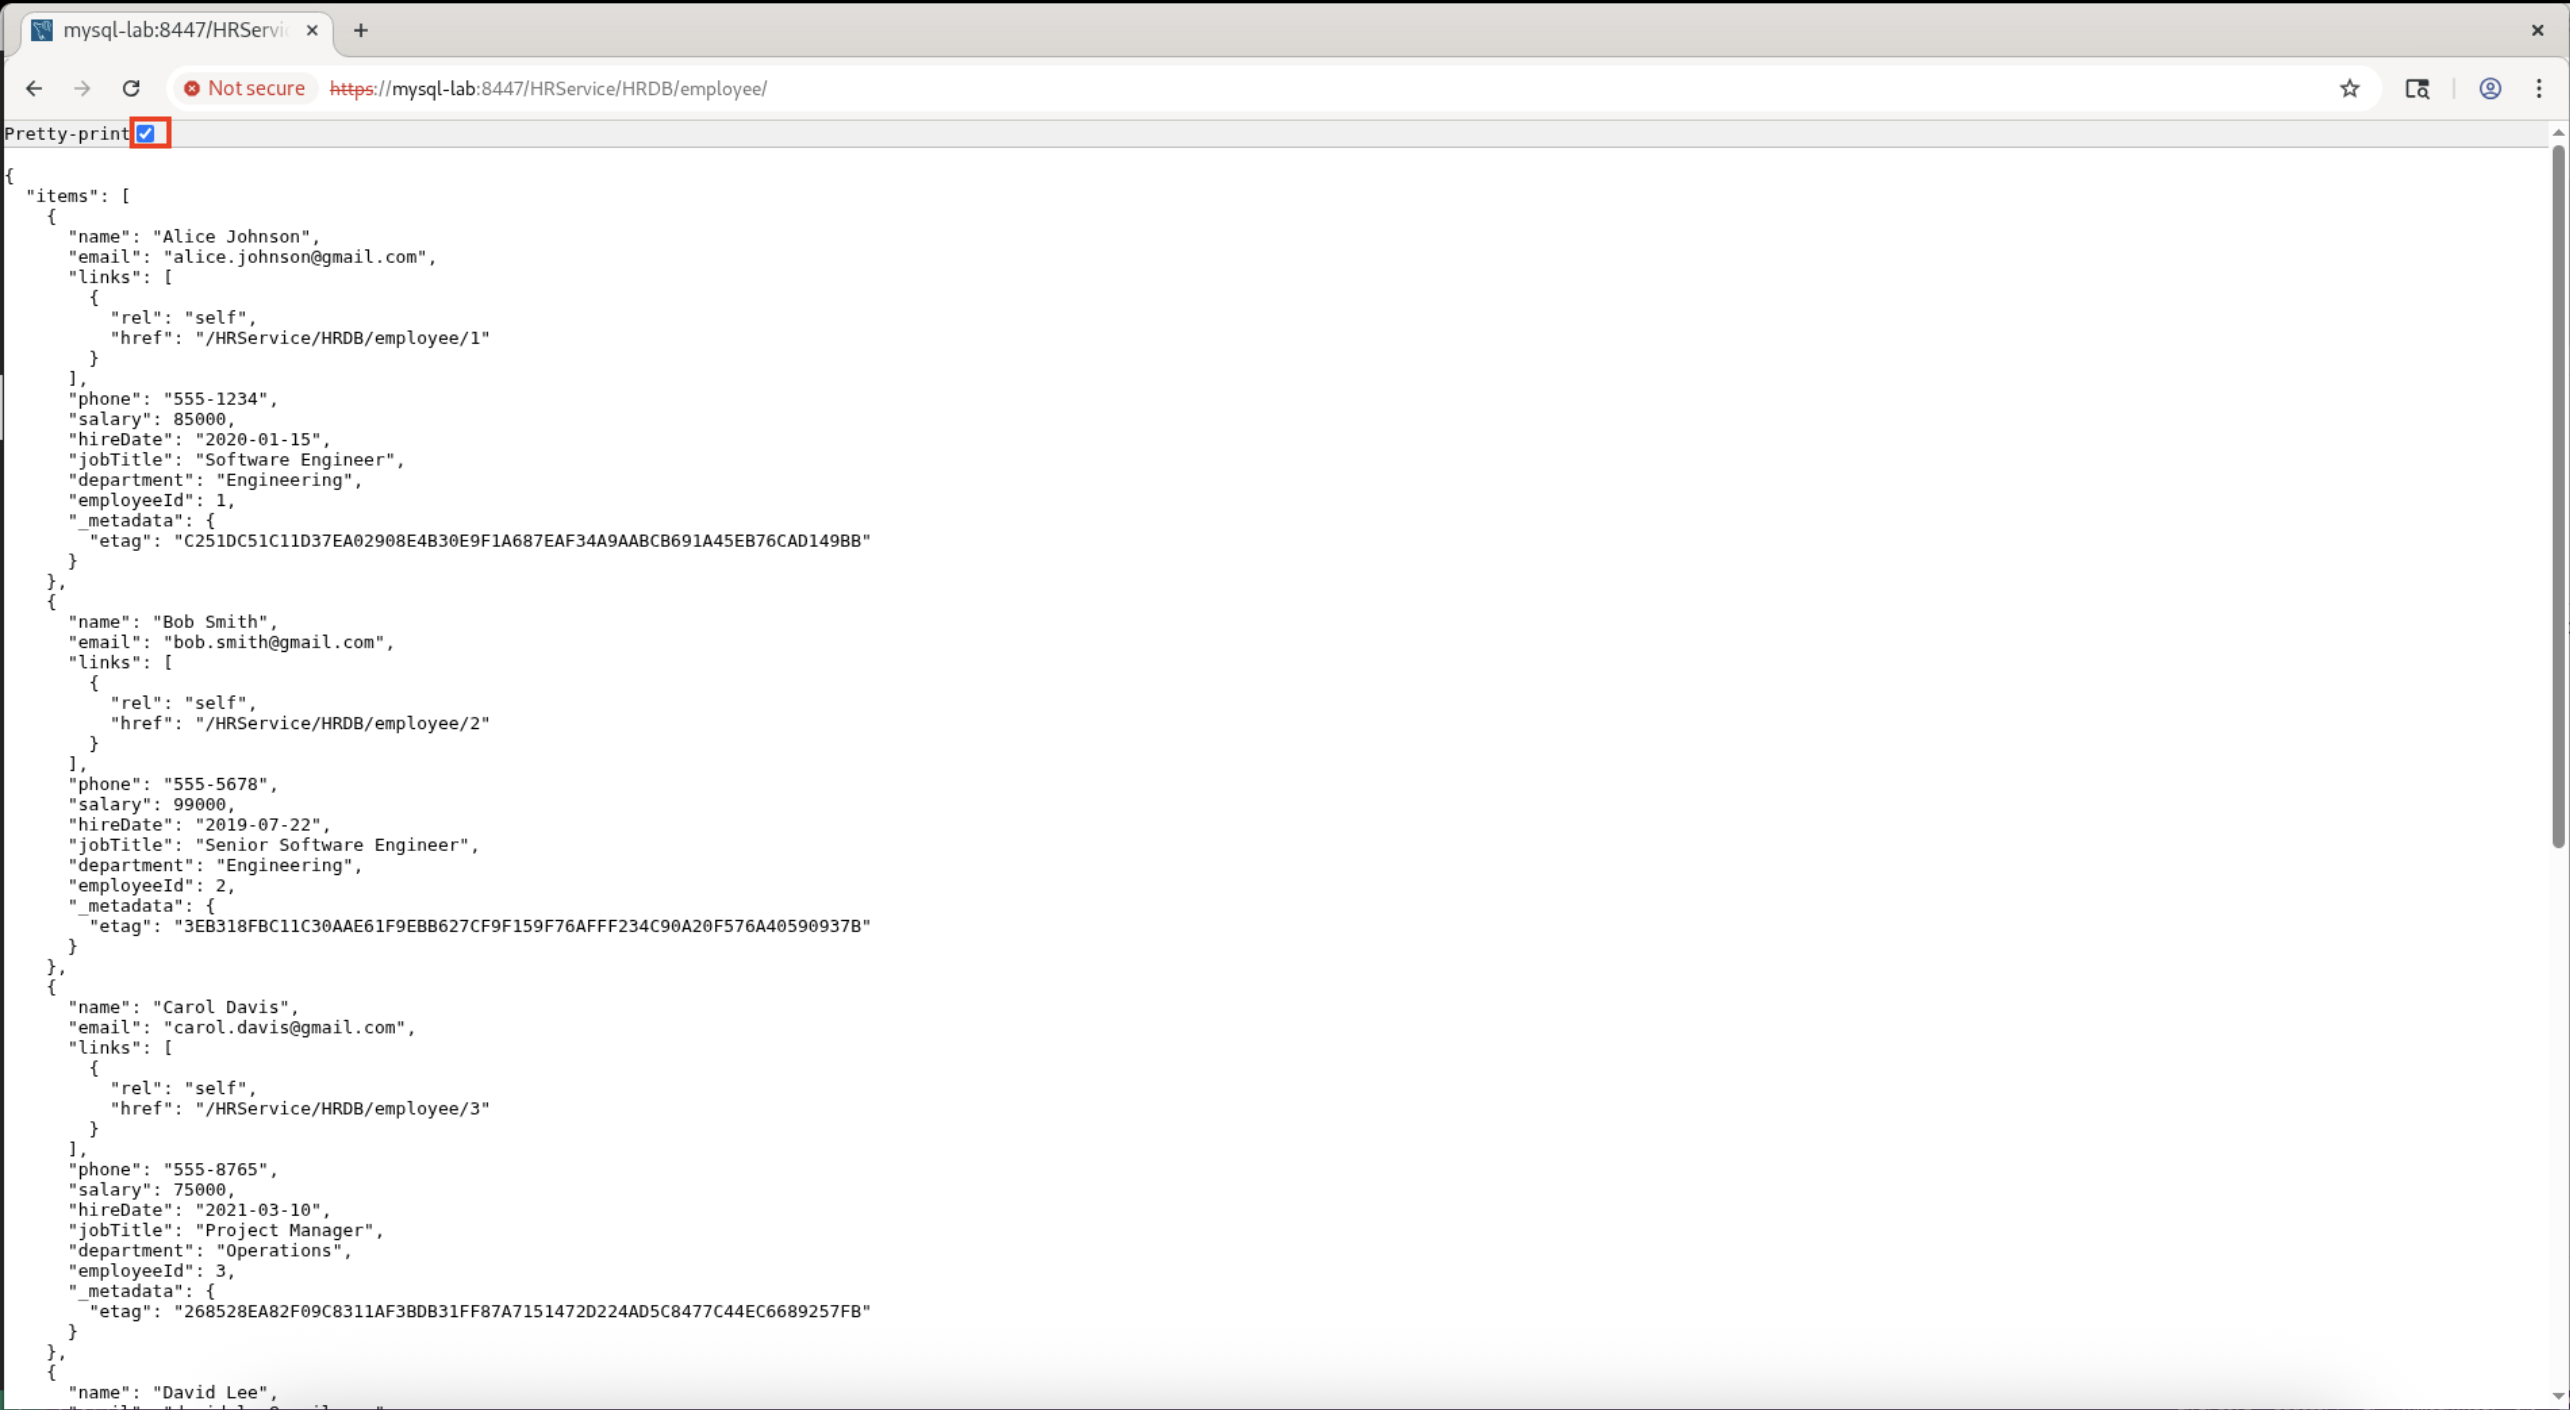 mysql-lab:8447/HRServi
Not secure https://mysql-lab:8447/HRService/HRDB/employee/
Pretty-print
{
  "items": [
    {
      "name": "Alice Johnson",
      "email": "alice.johnson@gmail.com",
      "links": [
        {
          "rel": "self",
          "href": "/HRService/HRDB/employee/1"
        }
      ],
      "phone": "555-1234",
      "salary": 85000,
      "hireDate": "2020-01-15",
      "jobTitle": "Software Engineer",
      "department": "Engineering",
      "employeeId": 1,
      "_metadata": {
        "etag": "C251DC51C11D37EA02908E4B30E9F1A687EAF34A9AABCB691A45EB76CAD149BB"
      }
    },
    {
      "name": "Bob Smith",
      "email": "bob.smith@gmail.com",
      "links": [
        {
          "rel": "self",
          "href": "/HRService/HRDB/employee/2"
        }
      ],
      "phone": "555-5678",
      "salary": 99000,
      "hireDate": "2019-07-22",
      "jobTitle": "Senior Software Engineer",
      "department": "Engineering",
      "employeeId": 2,
      "_metadata": {
        "etag": "3EB318FBC11C30AAE61F9EBB627CF9F159F76AFFF234C90A20F576A40590937B"
      }
    },
    {
      "name": "Carol Davis",
      "email": "carol.davis@gmail.com",
      "links": [
        {
          "rel": "self",
          "href": "/HRService/HRDB/employee/3"
        }
      ],
      "phone": "555-8765",
      "salary": 75000,
      "hireDate": "2021-03-10",
      "jobTitle": "Project Manager",
      "department": "Operations",
      "employeeId": 3,
      "_metadata": {
        "etag": "268528EA82F09C8311AF3BDB31FF87A7151472D224AD5C8477C44EC6689257FB"
      }
    },
    {
      "name": "David Lee",